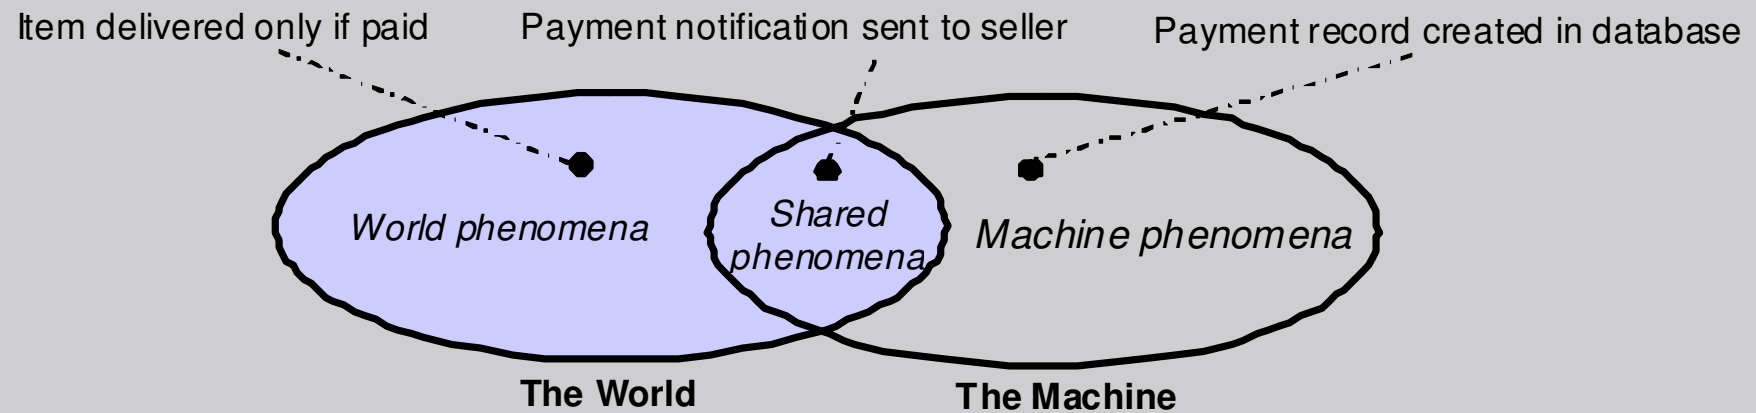 Item delivered only if paid
Payment notification sent to seller
Payment record created in database
World phenomena
Shared
phenomena
Machine phenomena
The World
The Machine